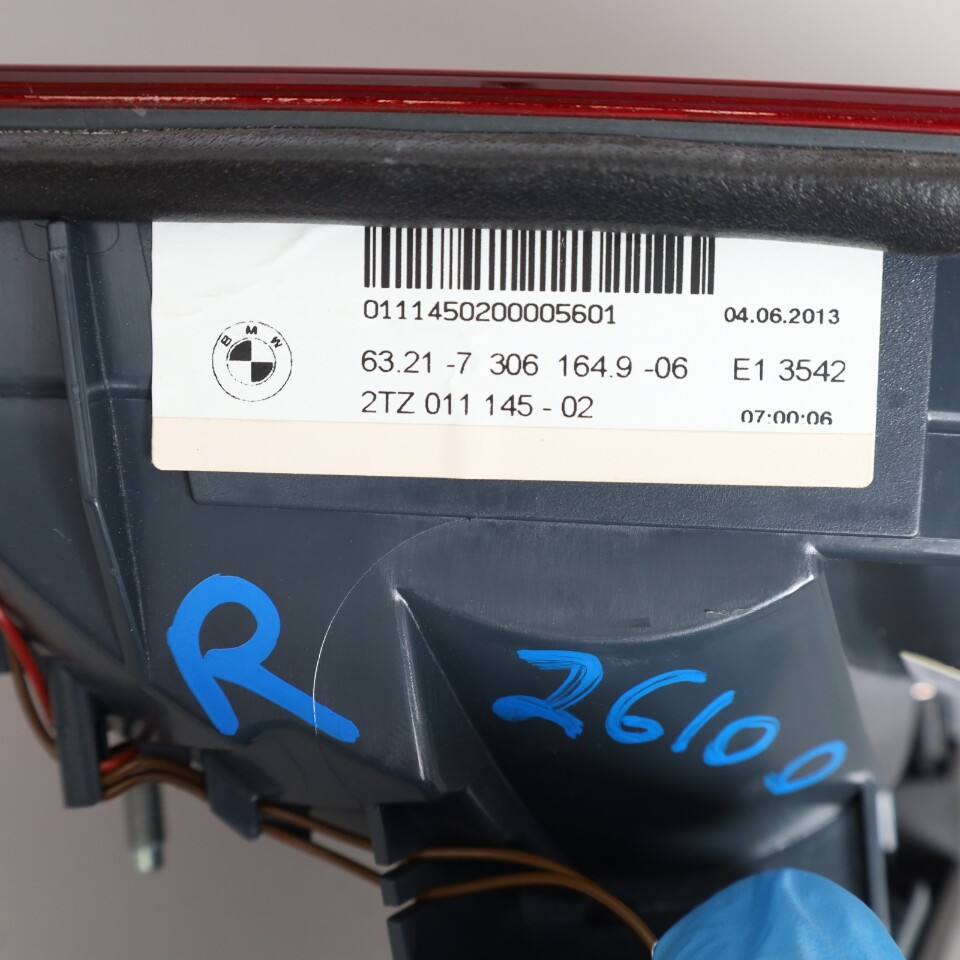 0111450200005601
04.06.2013
BMW
63.21 -7 306 164.9 -06 E1 3542
2TZ 011 145 - 02
07:00:06
R 26100